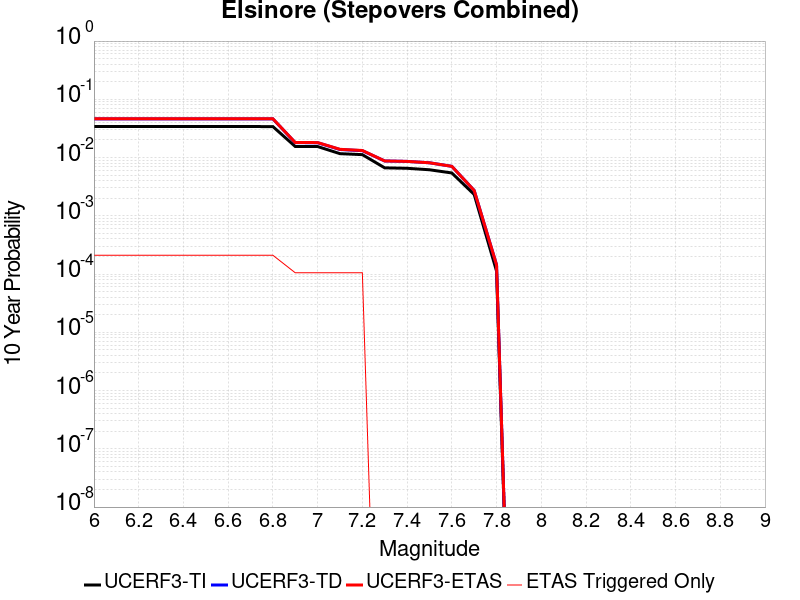 Elsinore (Stepovers Combined)
10^0
10^-1
10^-2
10^-3
10^-4
10^-5
10^-6
10^-7
10^-8
10 Year Probability
6 6.2 6.4 6.6 6.8 7 7.2 7.4 7.6 7.8 8 8.2 8.4 8.6 8.8 9
Magnitude
UCERF3-TI UCERF3-TD UCERF3-ETAS ETAS Triggered Only